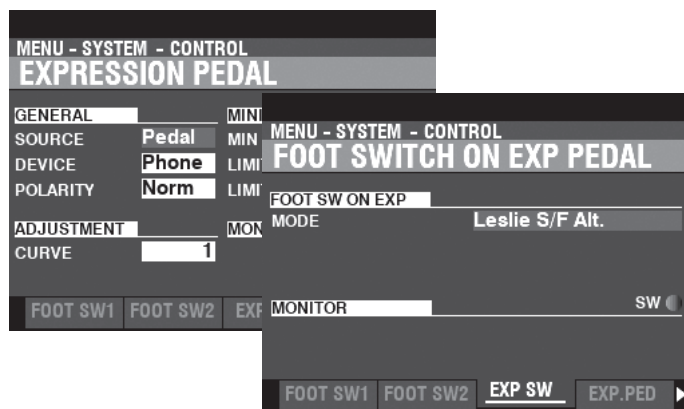 MENU - SYSTEM - CONTROL
EXPRESSION PEDAL
GENERAL
SOURCE Pedal MIN
DEVICE Phone
POLARITY Norm
ADJUSTMENT
CURVE 1
FOOT SW1 FOOT SW2
MENU - SYSTEM - CONTROL
FOOT SWITCH ON EXP PEDAL
FOOT SW ON EXP
MODE Leslie S/F Alt.
MONITOR SW
FOOT SW1 FOOT SW2 EXP SW EXP.PED